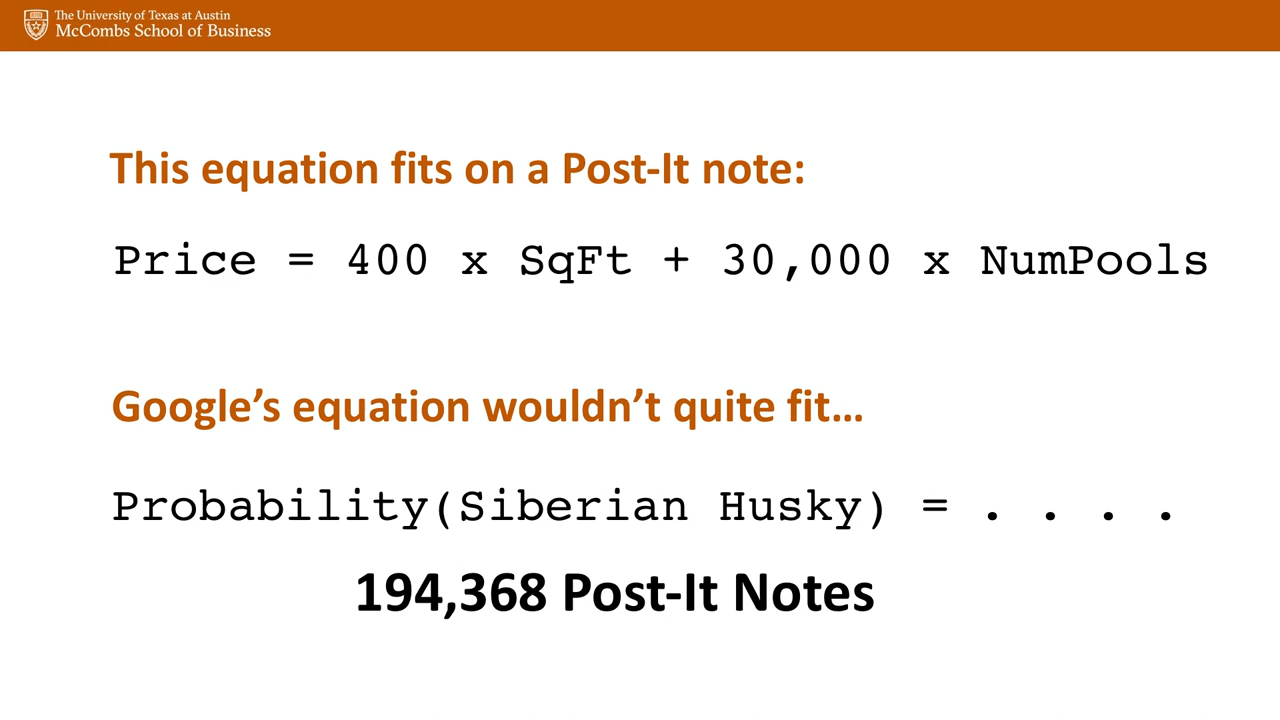 The University of Texas at Austin
McCombs School of Business
This equation fits on a Post-It note:
Price = 400 x SqFt + 30,000 x NumPools
Google’s equation wouldn’t quite fit…
Probability(Siberian Husky) = . . . .
194,368 Post-It Notes